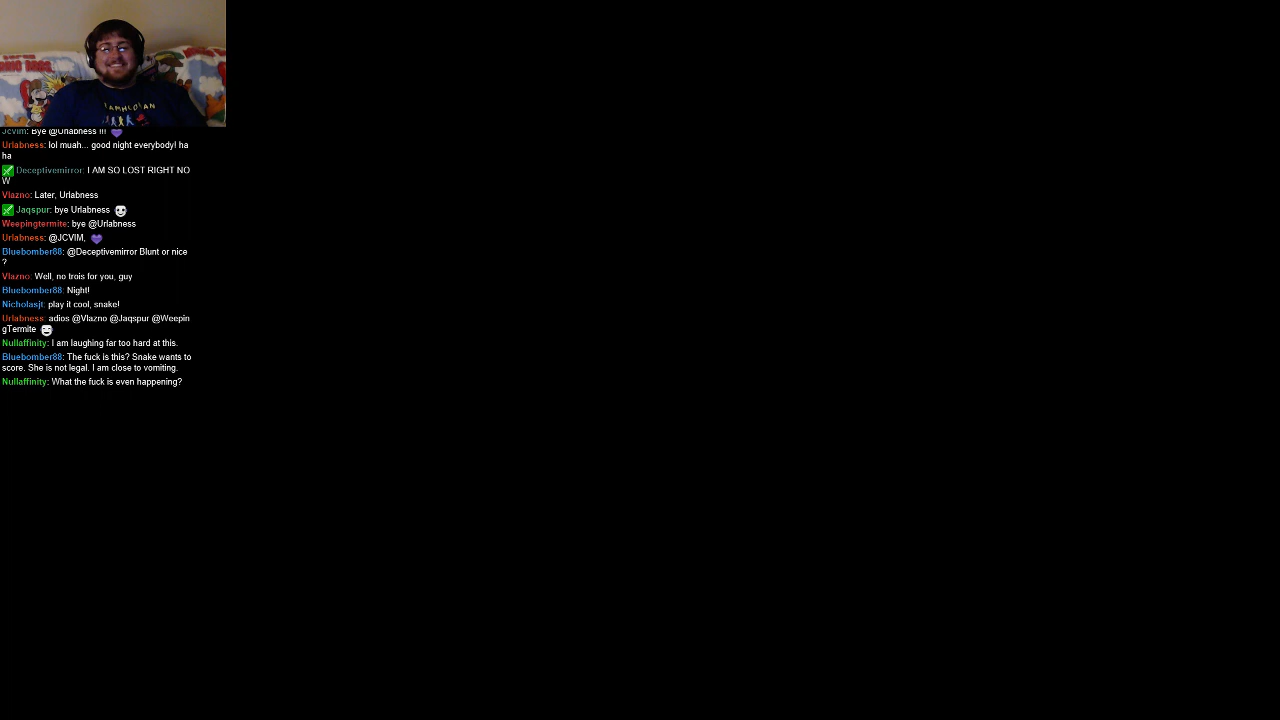 RIO BROS.
IAMHLOIAN
Jcvim: Bye @Urlabness !!!
Urlabness: lol muah... good night everybody! ha
ha
Deceptivemirror: I AM SO LOST RIGHT NO
W
Vlazno: Later, Urlabness
Jaqspur: bye Urlabness
Weepingtermite: bye @Urlabness
Urlabness: @JCVIM,
Bluebomber88: @Deceptivemirror Blunt or nice
?
Vlazno: Well, no trois for you, guy
Bluebomber88: Night!
Nicholasjt: play it cool, snake!
Urlabness: adios @Vlazno @Jaqspur @Weepin
gTermite
Nullaffinity: I am laughing far too hard at this.
Bluebomber88: The fuck is this? Snake wants to
score. She is not legal. I am close to vomiting.
Nullaffinity: What the fuck is even happening?